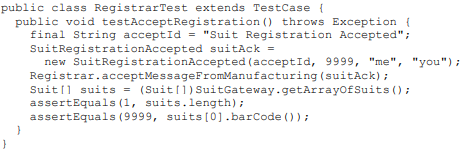 public class RegistrarTest extends TestCase {
  public void testAcceptRegistration() throws Exception {
    final String acceptId = "Suit Registration Accepted";
    SuitRegistrationAccepted suitAck =
      new SuitRegistrationAccepted(acceptId, 9999, "me", "you");
    Registrar.acceptMessageFromManufacturing(suitAck);
    Suit[] suits = (Suit[])SuitGateway.getArrayOfSuits();
    assertEquals(1, suits.length);
    assertEquals(9999, suits[0].barCode());
  }
}